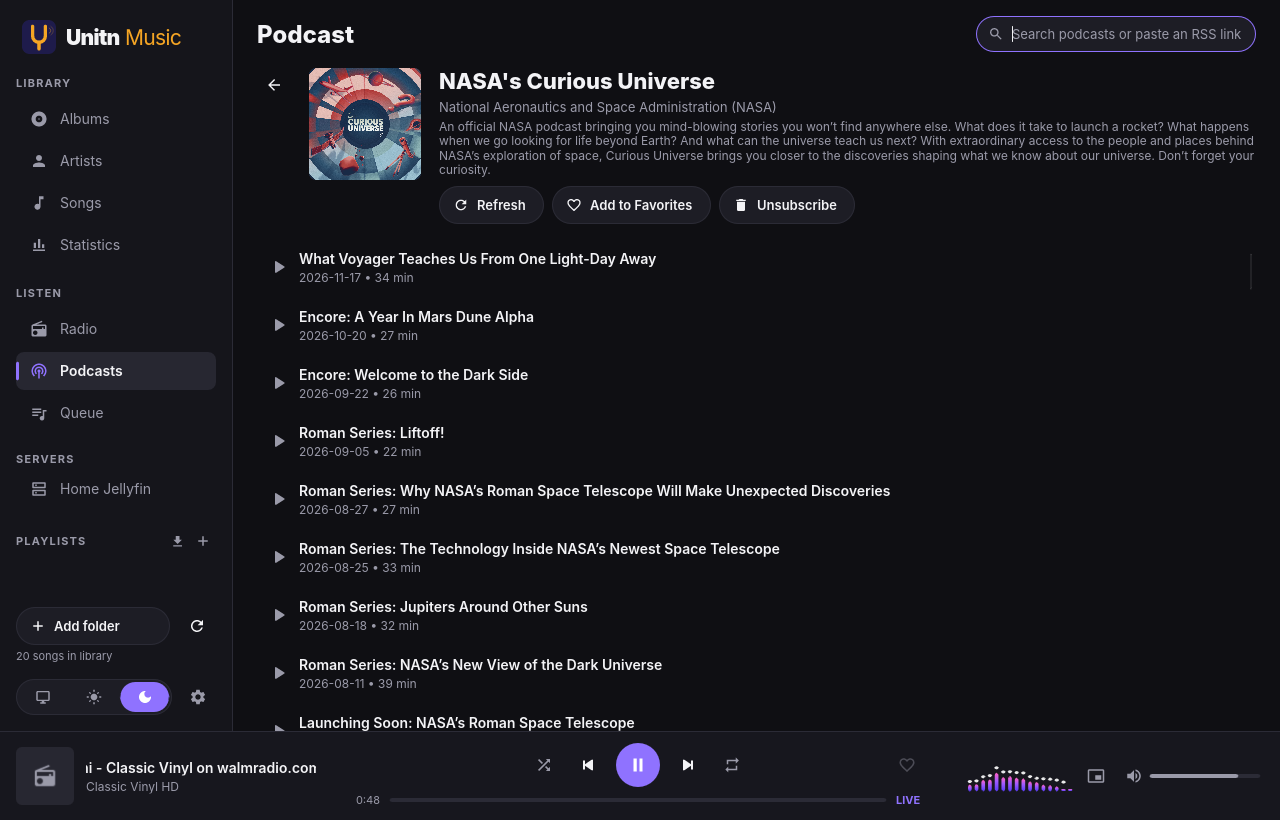 Unitn Music
LIBRARY
Albums
Artists
Songs
Statistics
LISTEN
Radio
Podcasts
Queue
SERVERS
Home Jellyfin
PLAYLISTS
Add folder
20 songs in library
Podcast
Search podcasts or paste an RSS link
CURIOUS
UNIVERSE
NASA's Curious Universe
National Aeronautics and Space Administration (NASA)
An official NASA podcast bringing you mind-blowing stories you won't find anywhere else. What does it take to launch a rocket? What happens
when we go looking for life beyond Earth? And what can the universe teach us next? With extraordinary access to the people and places behind
NASA's exploration of space, Curious Universe brings you closer to the discoveries shaping what we know about our universe. Don't forget your
curiosity.
Refresh
Add to Favorites
Unsubscribe
What Voyager Teaches Us From One Light-Day Away
2026-11-17 • 34 min
Encore: A Year In Mars Dune Alpha
2026-10-20 • 27 min
Encore: Welcome to the Dark Side
2026-09-22 • 26 min
Roman Series: Liftoff!
2026-09-05 • 22 min
Roman Series: Why NASA’s Roman Space Telescope Will Make Unexpected Discoveries
2026-08-27 • 27 min
Roman Series: The Technology Inside NASA’s Newest Space Telescope
2026-08-25 • 33 min
Roman Series: Jupiters Around Other Suns
2026-08-18 • 32 min
Roman Series: NASA’s New View of the Dark Universe
2026-08-11 • 39 min
Launching Soon: NASA’s Roman Space Telescope
- Classic Vinyl on walmradio.com
Classic Vinyl HD
0:48
LIVE